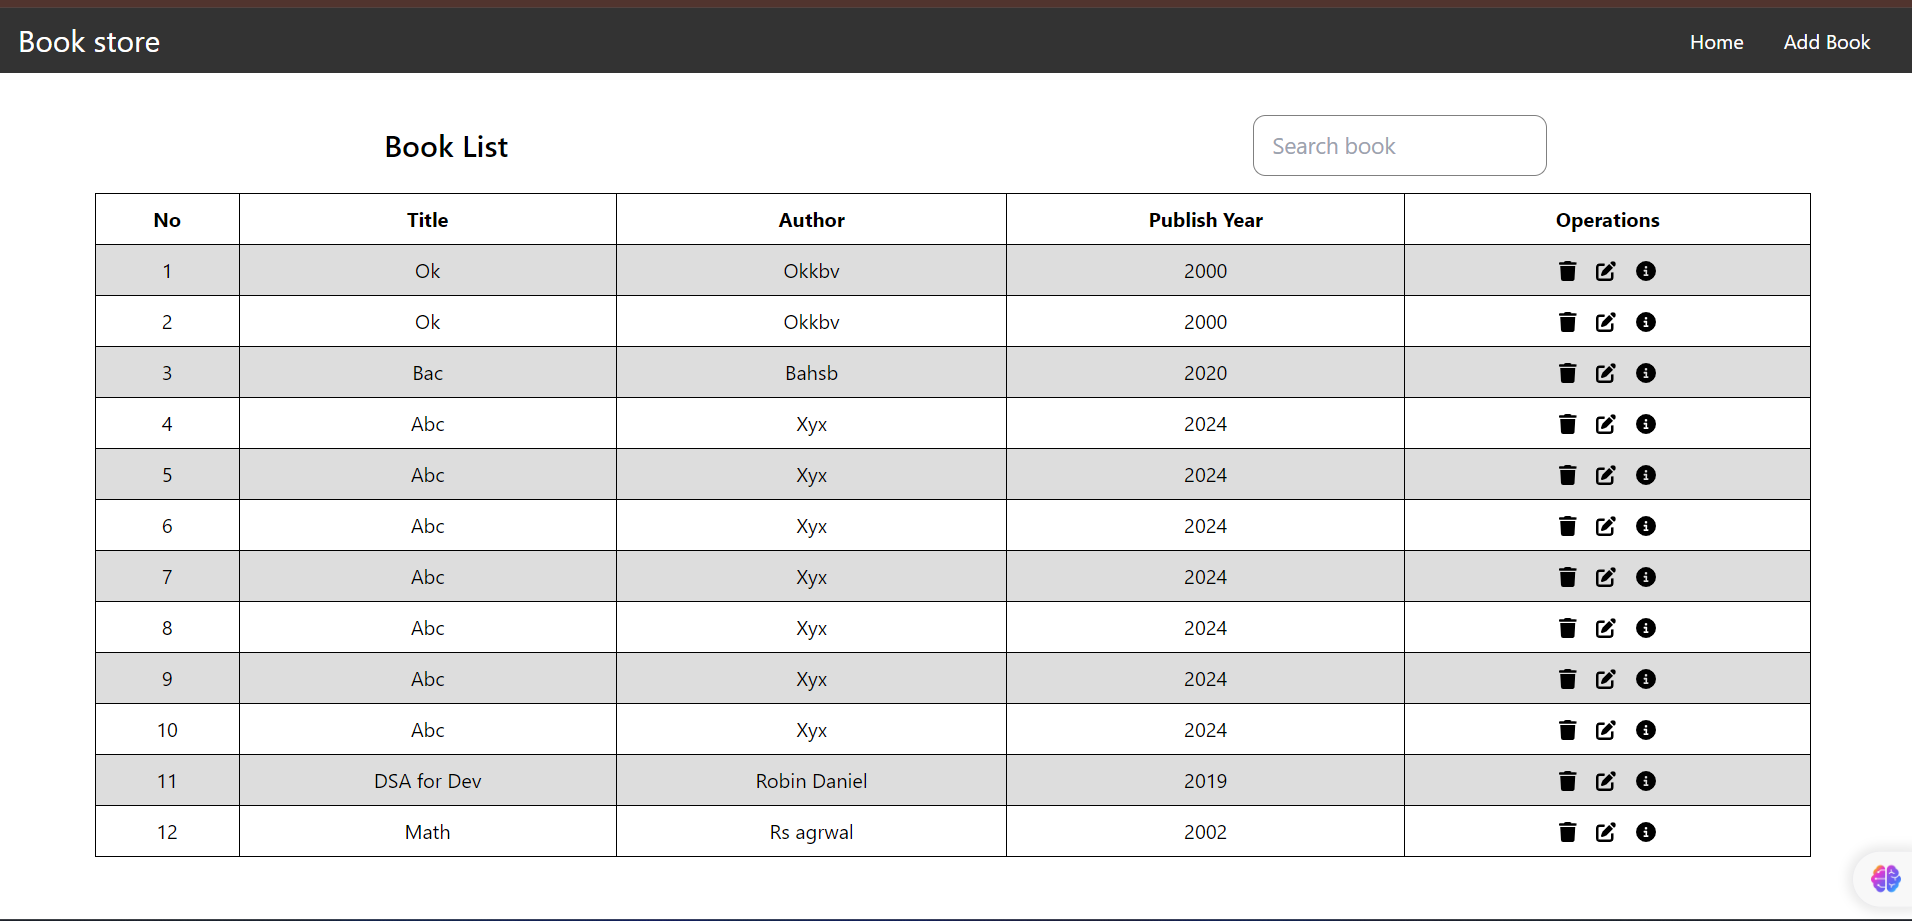 Book store Home Add Book
Book List Search book
No Title Author Publish Year Operations
1 Ok Okkbv 2000
2 Ok Okkbv 2000
3 Bac Bahsb 2020
4 Abc Xyx 2024
5 Abc Xyx 2024
6 Abc Xyx 2024
7 Abc Xyx 2024
8 Abc Xyx 2024
9 Abc Xyx 2024
10 Abc Xyx 2024
11 DSA for Dev Robin Daniel 2019
12 Math Rs agrwal 2002